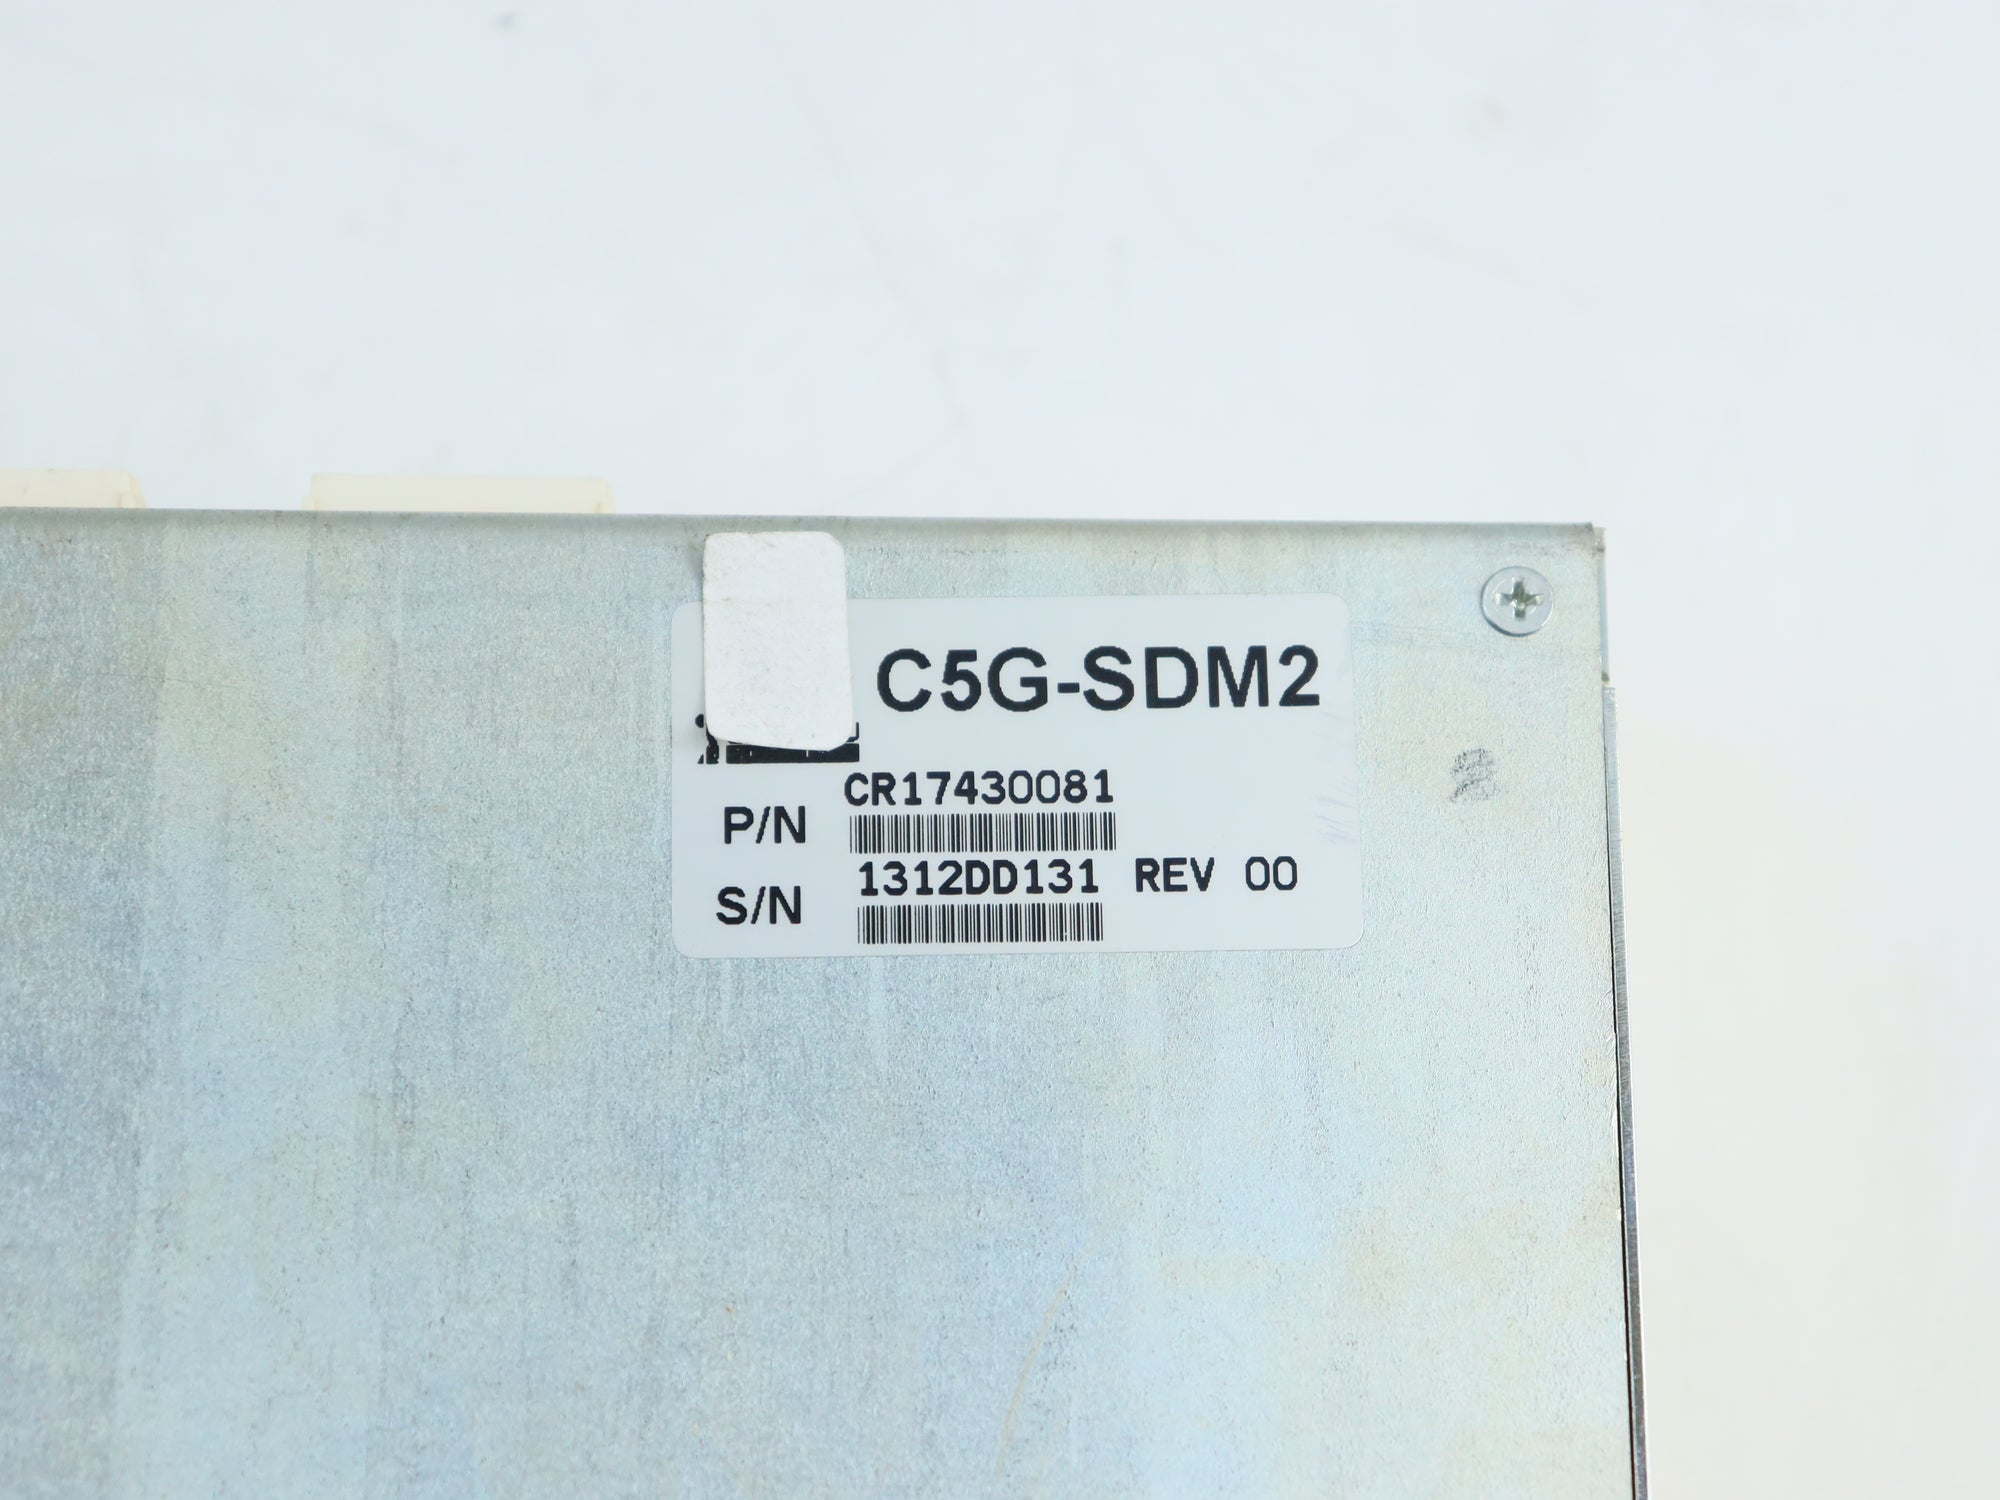 C5G-SDM2
CR17430081
P/N
1312DD131 REV 00
S/N